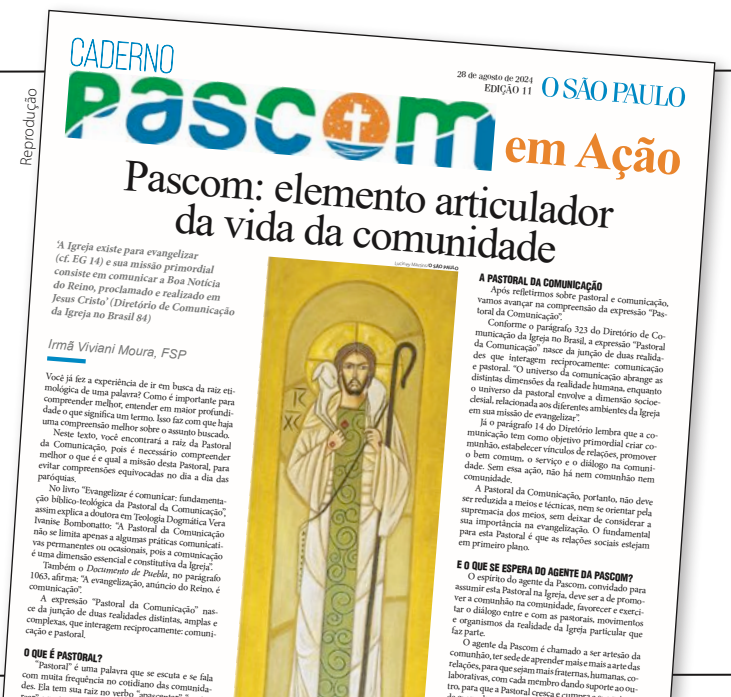 Reprodução
CADERNO
Pascom
em Ação
28 de agosto de 2024
EDIÇÃO 11
O SÃO PAULO
Pascom: elemento articulador
da vida da comunidade
'A Igreja existe para evangelizar
(cf. EG 14) e sua missão primordial
consiste em comunicar a Boa Notícia
do Reino, proclamado e realizado em
Jesus Cristo' (Diretório de Comunicação
da Igreja no Brasil 84)
Irmã Viviani Moura, FSP
Você já fez a experiência de ir em busca da raiz eti-
mológica de uma palavra? Como é importante para
compreender melhor, entender em maior profundi-
dade o que significa um termo. Isso faz com que haja
uma compreensão melhor sobre o assunto buscado.
Neste texto, você encontrará a raiz da Pastoral
da Comunicação, pois é necessário compreender
melhor o que é e qual a missão desta Pastoral, para
evitar compreensões equivocadas no dia a dia das
paróquias.
No livro "Evangelizar é comunicar: fundamenta-
ção bíblico-teológica da Pastoral da Comunicação",
assim explica a doutora em Teologia Dogmática Vera
Ivanise Bombonatto: "A Pastoral da Comunicação
não se limita apenas a algumas práticas comunicati-
vas permanentes ou ocasionais, pois a comunicação
é uma dimensão essencial e constitutiva da Igreja".
Também o Documento de Puebla, no parágrafo
1063, afirma: "A evangelização, anúncio do Reino, é
comunicação".
A expressão "Pastoral da Comunicação" nas-
ce da junção de duas realidades distintas, amplas e
complexas, que interagem reciprocamente: comuni-
cação e pastoral.
O QUE É PASTORAL?
"Pastoral" é uma palavra que se escuta e se fala
com muita frequência no cotidiano das comunida-
des. Ela tem sua raiz no verbo "apascentar"
Luciney Martins/O SÃO PAULO
A PASTORAL DA COMUNICAÇÃO
Após refletirmos sobre pastoral e comunicação,
vamos avançar na compreensão da expressão "Pas-
toral da Comunicação".
Conforme o parágrafo 323 do Diretório de Co-
municação da Igreja no Brasil, a expressão "Pastoral
da Comunicação" nasce da junção de duas realida-
des que interagem reciprocamente: comunicação
e pastoral. "O universo da comunicação abrange as
distintas dimensões da realidade humana, enquanto
o universo da pastoral envolve a dimensão socioe-
clesial, relacionada aos diferentes ambientes da Igreja
em sua missão de evangelizar".
Já o parágrafo 14 do Diretório lembra que a co-
municação tem como objetivo primordial criar co-
munhão, estabelecer vínculos de relações, promover
o bem comum, o serviço e o diálogo na comuni-
dade. Sem essa ação, não há nem comunhão nem
comunidade.
A Pastoral da Comunicação, portanto, não deve
ser reduzida a meios e técnicas, nem se orientar pela
supremacia dos meios, sem deixar de considerar a
sua importância na evangelização. O fundamental
para esta Pastoral é que as relações sociais estejam
em primeiro plano.
E O QUE SE ESPERA DO AGENTE DA PASCOM?
O espírito do agente da Pascom, convidado para
assumir esta Pastoral na Igreja, deve ser a de promo-
ver a comunhão na comunidade, favorecer e exerci-
tar o diálogo entre e com as pastorais, movimentos
e organismos da realidade da Igreja particular que
faz parte.
O agente da Pascom é chamado a ser artesão da
comunhão, ter sede de aprender mais e mais a arte das
relações, para que sejam mais fraternas, humanas, co-
laborativas, com cada membro dando suporte ao ou-
tro, para que a Pastoral cresça e cumpra